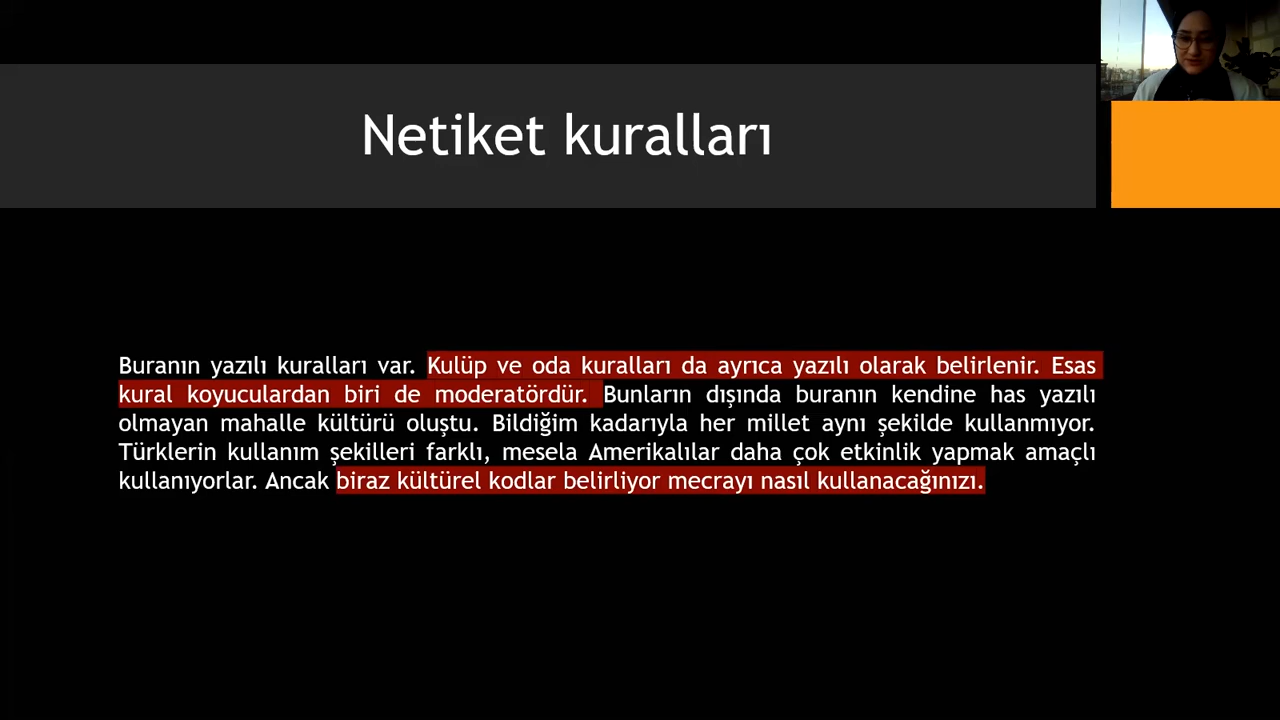 Netiket kuralları
Buranın yazılı kuralları var. Kulüp ve oda kuralları da ayrıca yazılı olarak belirlenir. Esas
kural koyuculardan biri de moderatördür. Bunların dışında buranın kendine has yazılı
olmayan mahalle kültürü oluştu. Bildiğim kadarıyla her millet aynı şekilde kullanmıyor.
Türklerin kullanım şekilleri farklı, mesela Amerikalılar daha çok etkinlik yapmak amaçlı
kullanıyorlar. Ancak biraz kültürel kodlar belirliyor mecrayı nasıl kullanacağınızı.